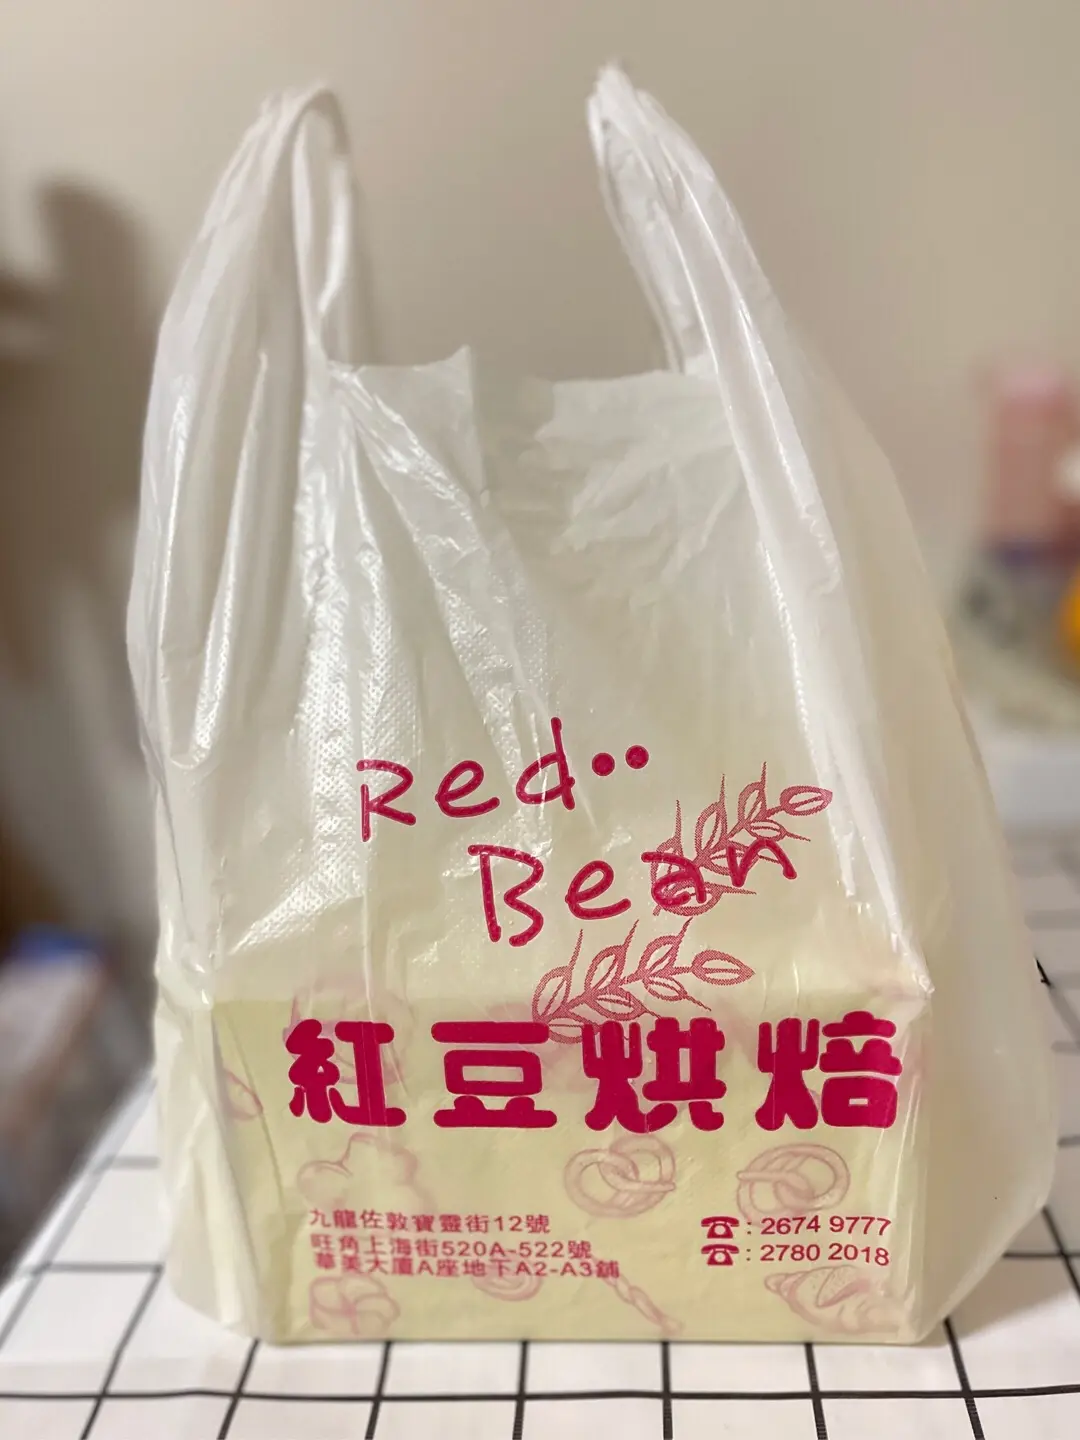 Red..
Bean
紅豆烘焙
九龍佐敦寶靈街12號
旺角上海街520A-522號
華美大廈A座地下A2-A3舖
☎: 2674 9777
☎: 2780 2018